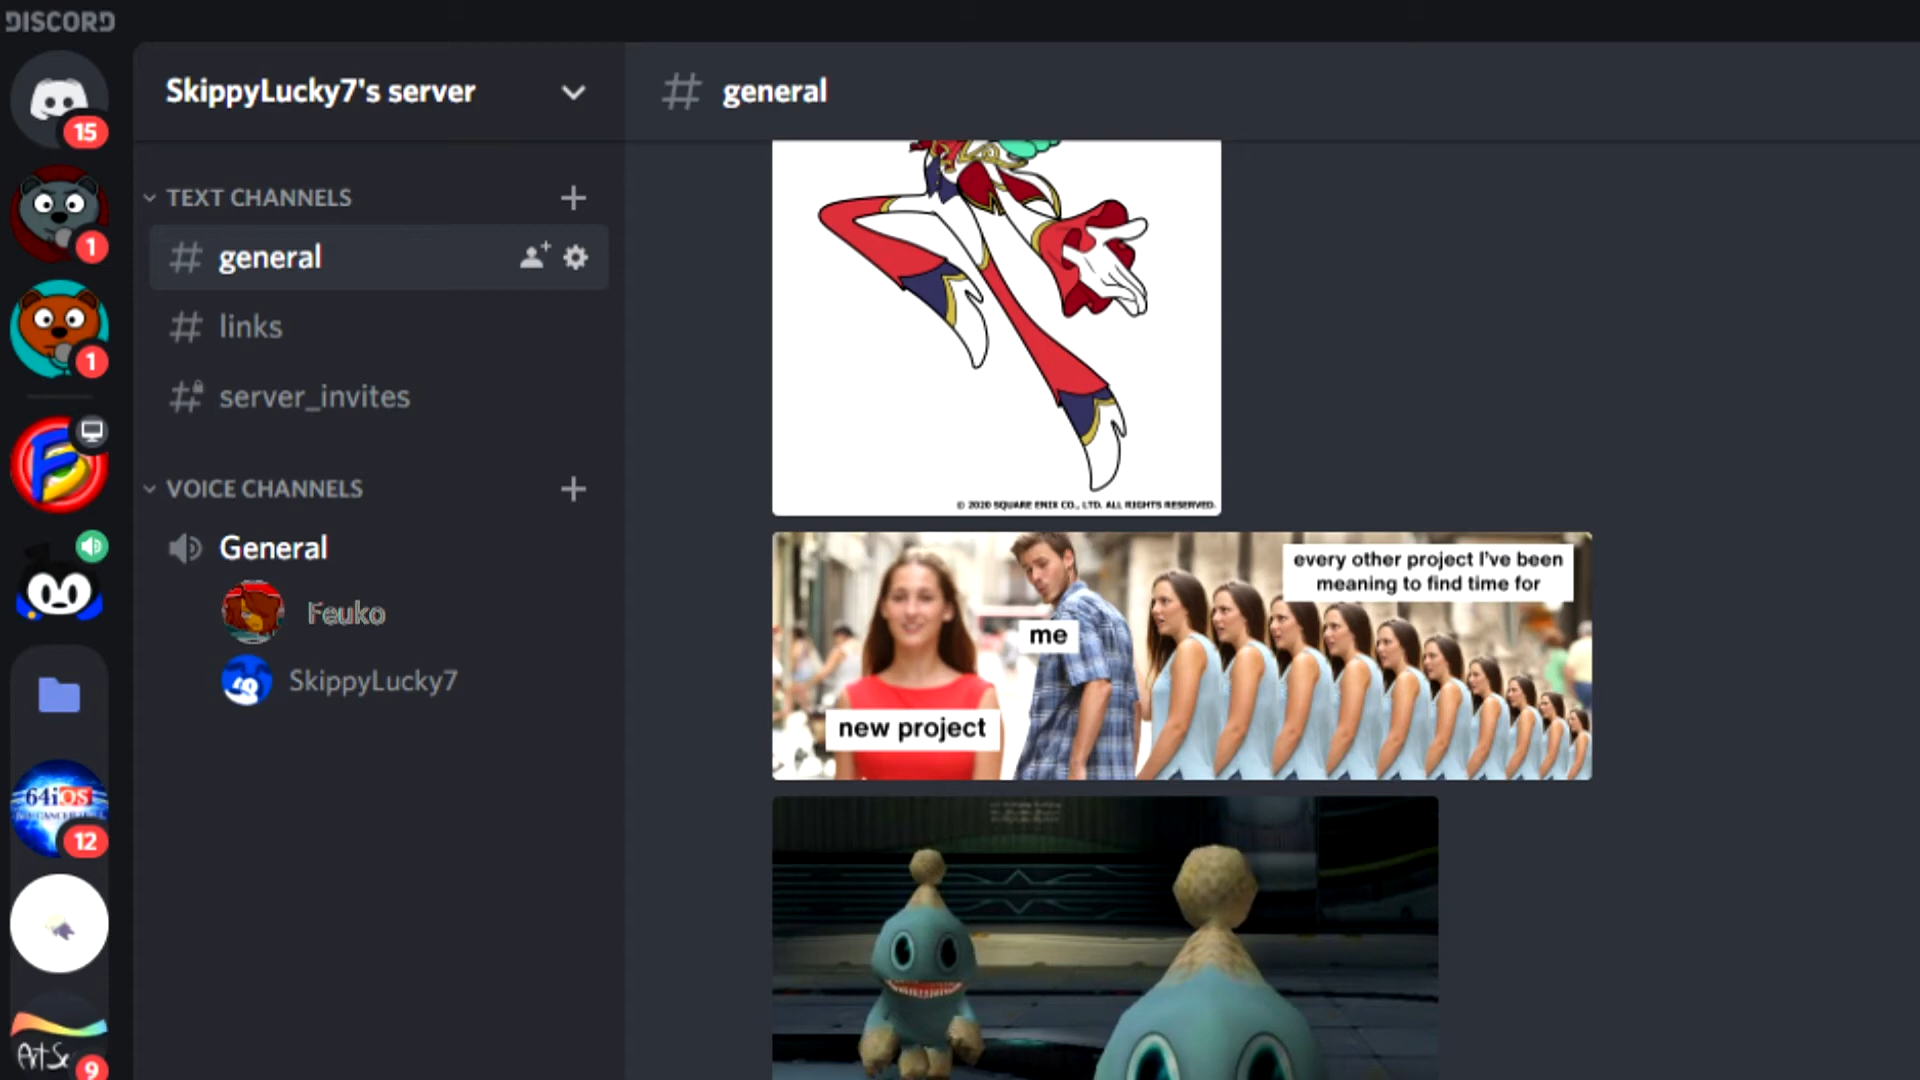 DISCORD
15
1
1
64iOS
12
ArtSe
9
SkippyLucky7's server
TEXT CHANNELS
general
links
server_invites
VOICE CHANNELS
General
Feuko
SkippyLucky7
general
© 2020 SQUARE ENIX CO., LTD. ALL RIGHTS RESERVED.
every other project I've been
meaning to find time for
me
new project